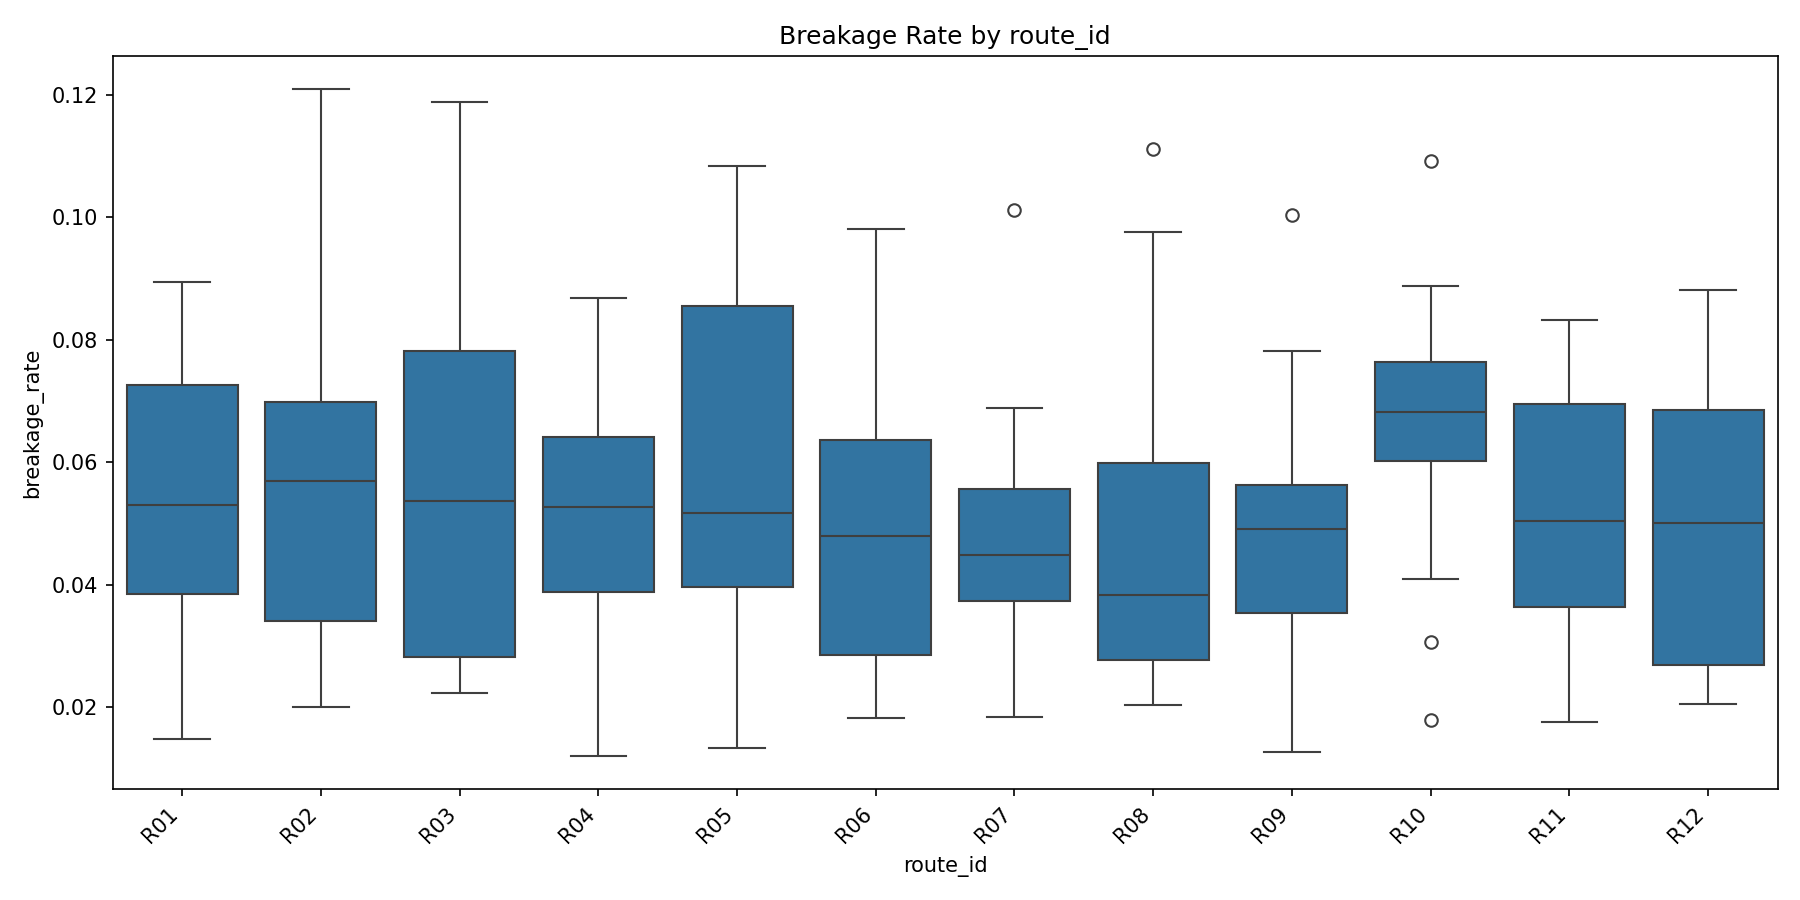 Breakage Rate by route_id
0.12
0.10
0.08
0.06
0.04
0.02
breakage_rate
R01 R02 R03 R04 R05 R06 R07 R08 R09 R10 R11 R12
route_id